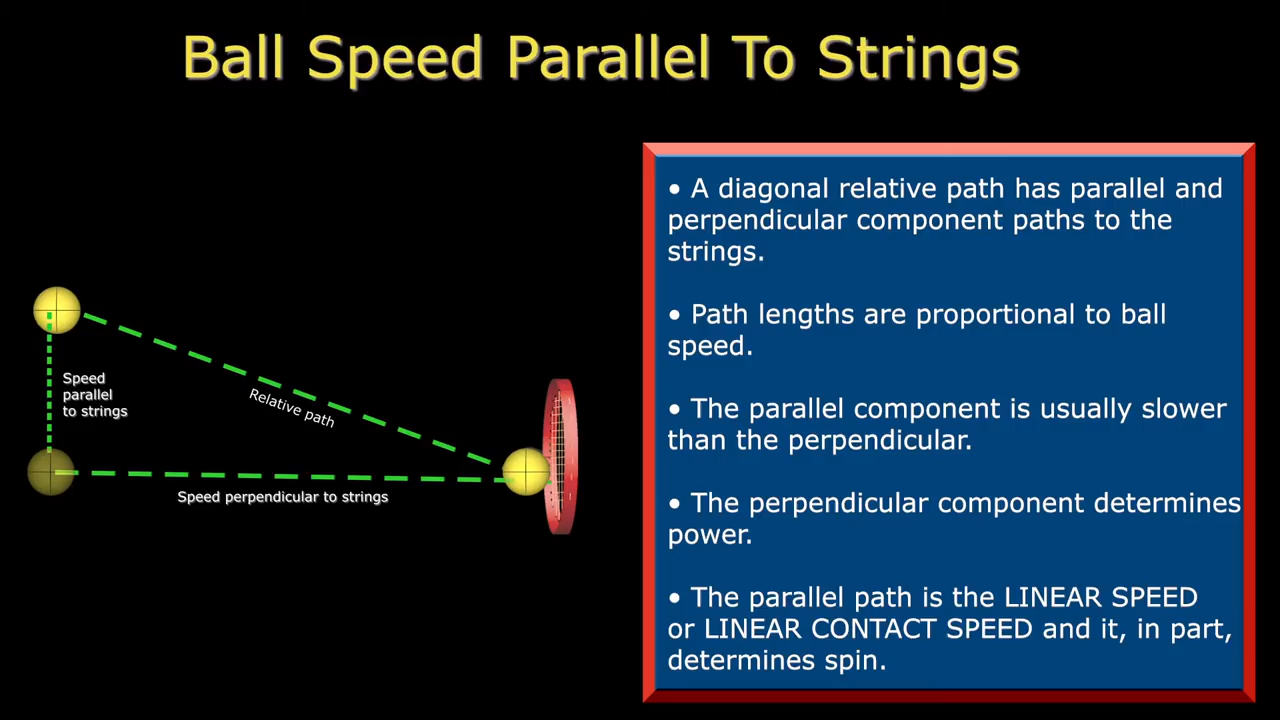 Ball Speed Parallel To Strings
Speed
parallel
to strings
Relative path
Speed perpendicular to strings
• A diagonal relative path has parallel and
perpendicular component paths to the
strings.
• Path lengths are proportional to ball
speed.
• The parallel component is usually slower
than the perpendicular.
• The perpendicular component determines
power.
• The parallel path is the LINEAR SPEED
or LINEAR CONTACT SPEED and it, in part,
determines spin.